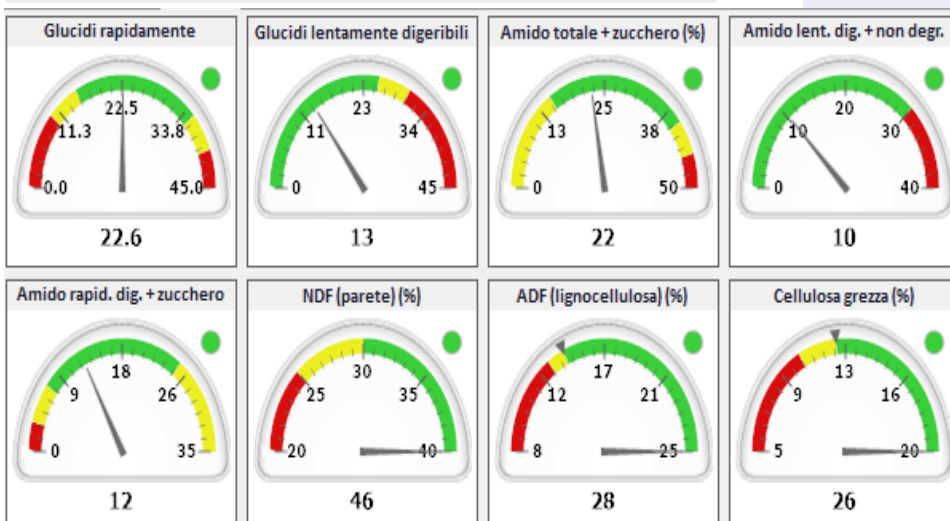 Glucidi rapidamente
Glucidi lentamente digeribili
Amido totale + zucchero (%)
Amido lent. dig. + non degr.
0.0 11.3 22.5 33.8 45.0
0 11 23 34 45
0 13 25 38 50
0 10 20 30 40
22.6
13
22
10
Amido rapid. dig. + zucchero
NDF (parete) (%)
ADF (lignocellulosa) (%)
Cellulosa grezza (%)
0 9 18 26 35
20 25 30 35 40
8 12 17 21 25
5 9 13 16 20
12
46
28
26